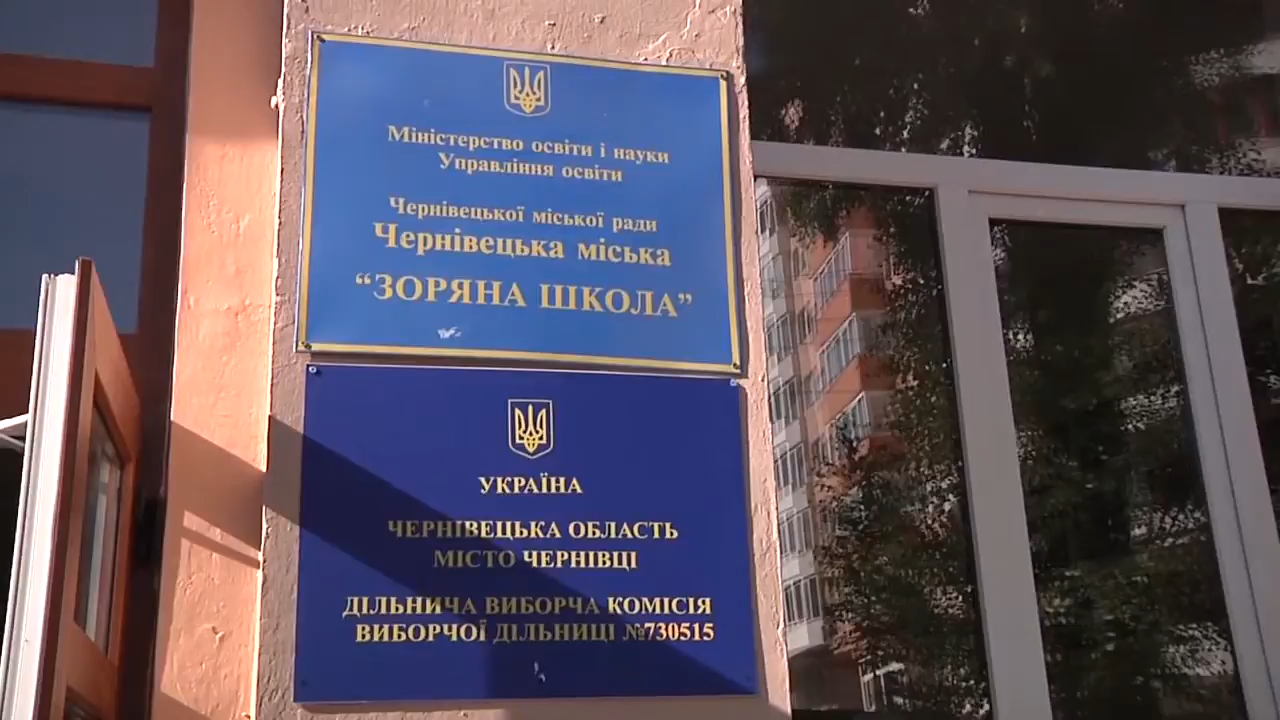 Міністерство освіти і науки
Управління освіти
Чернівецької міської ради
Чернівецька міська
“ЗОРЯНА ШКОЛА”
УКРАЇНА
ЧЕРНІВЕЦЬКА ОБЛАСТЬ
МІСТО ЧЕРНІВЦІ
ДІЛЬНИЧА ВИБОРЧА КОМІСІЯ
ВИБОРЧОЇ ДІЛЬНИЦІ №730515